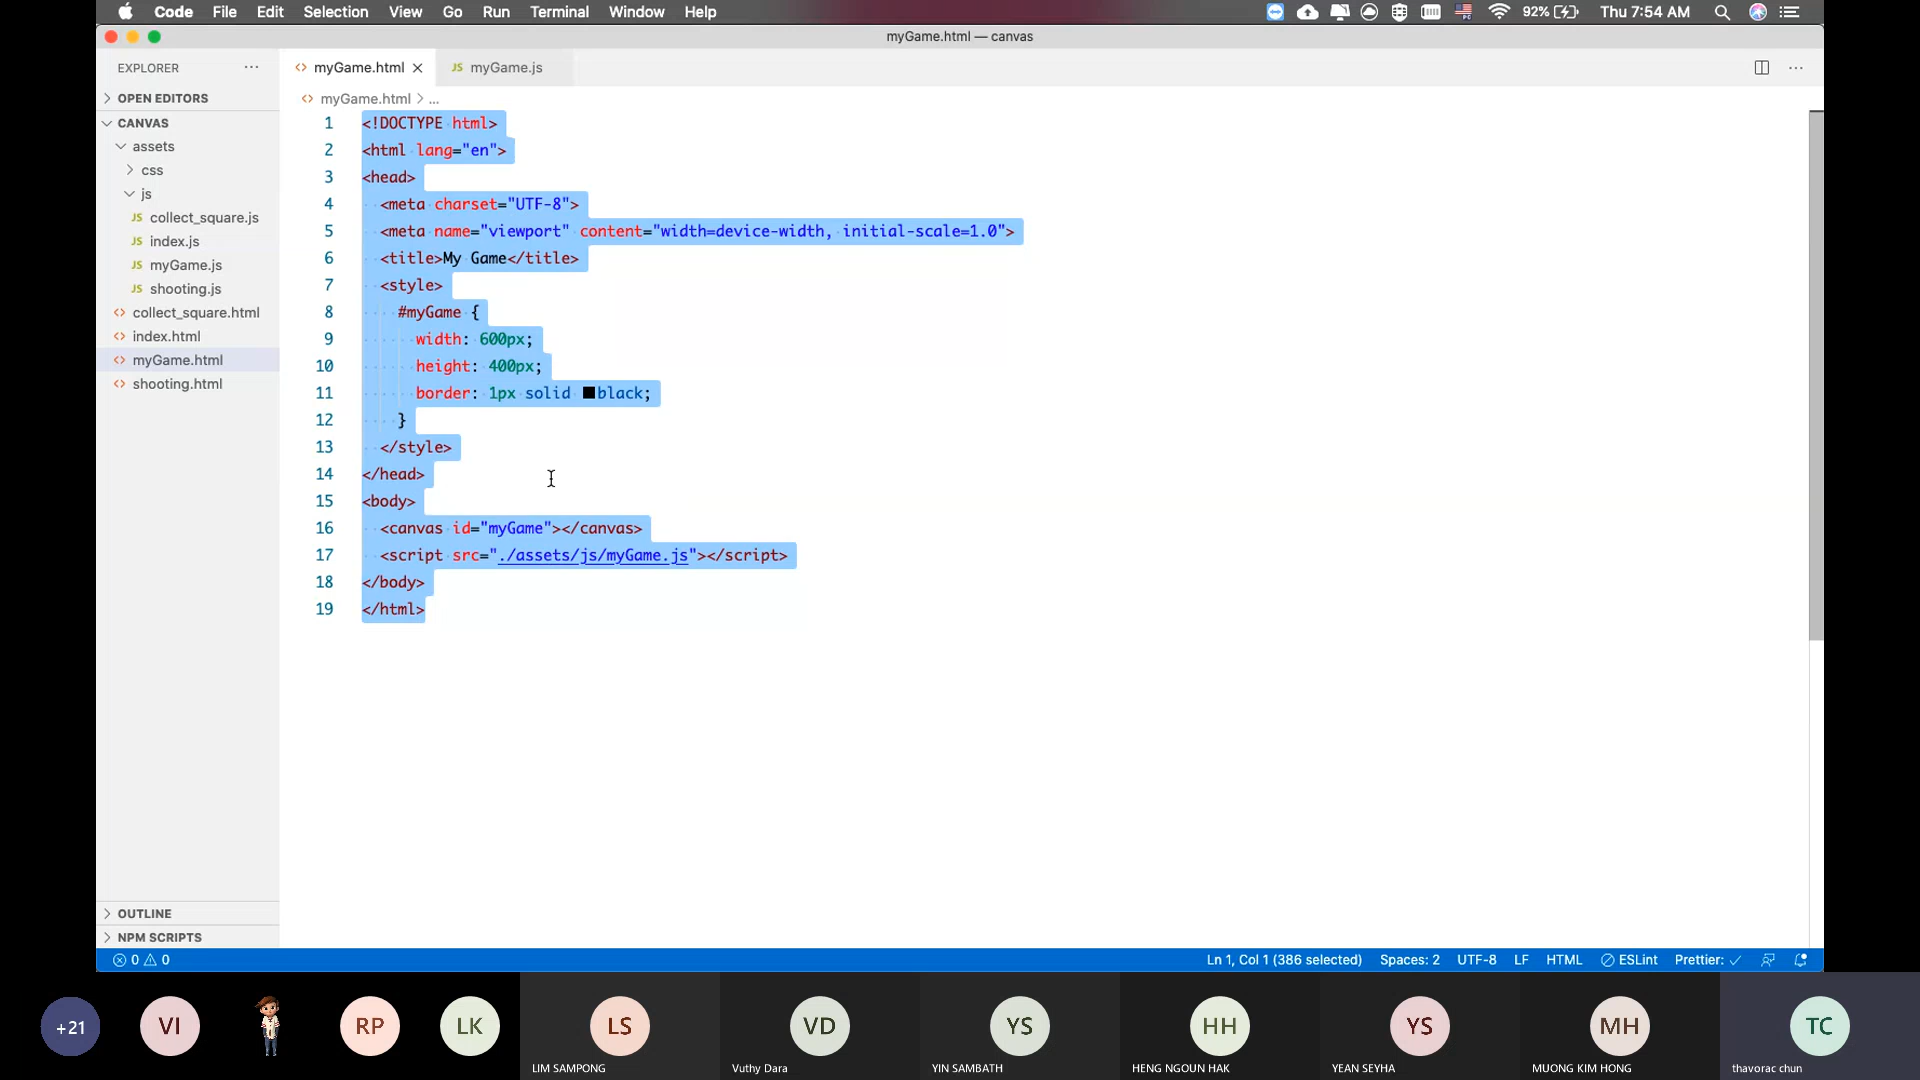 Code File Edit Selection View Go Run Terminal Window Help 92% Thu 7:54 AM
myGame.html — canvas
EXPLORER ··· myGame.html JS myGame.js ···
OPEN EDITORS myGame.html > ...
CANVAS
assets
css
js
JS collect_square.js
JS index.js
JS myGame.js
JS shooting.js
collect_square.html
index.html
myGame.html
shooting.html
1 <!DOCTYPE html>
2 <html lang="en">
3 <head>
4 <meta charset="UTF-8">
5 <meta name="viewport" content="width=device-width, initial-scale=1.0">
6 <title>My Game</title>
7 <style>
8 #myGame {
9 width: 600px;
10 height: 400px;
11 border: 1px solid black;
12 }
13 </style>
14 </head>
15 <body>
16 <canvas id="myGame"></canvas>
17 <script src="./assets/js/myGame.js"></script>
18 </body>
19 </html>
OUTLINE
NPM SCRIPTS
0 0 Ln 1, Col 1 (386 selected) Spaces: 2 UTF-8 LF HTML ESLint Prettier: ✓
+21 VI RP LK LS VD YS HH YS MH TC
LIM SAMPONG Vuthy Dara YIN SAMBATH HENG NGOUN HAK YEAN SEYHA MUONG KIM HONG thavorac chun